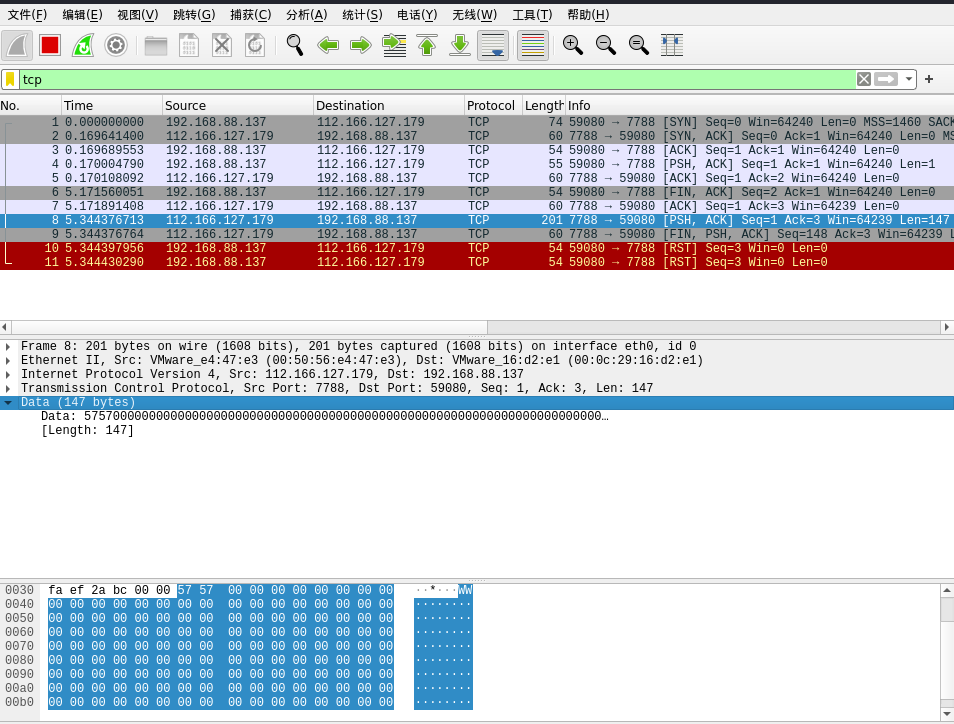 文件(F) 编辑(E) 视图(V) 跳转(G) 捕获(C) 分析(A) 统计(S) 电话(Y) 无线(W) 工具(T) 帮助(H)
tcp
No. Time Source Destination Protocol Length Info
1 0.000000000 192.168.88.137 112.166.127.179 TCP 74 59080 → 7788 [SYN] Seq=0 Win=64240 Len=0 MSS=1460 SACK
2 0.169641400 112.166.127.179 192.168.88.137 TCP 60 7788 → 59080 [SYN, ACK] Seq=0 Ack=1 Win=64240 Len=0 MS
3 0.169689553 192.168.88.137 112.166.127.179 TCP 54 59080 → 7788 [ACK] Seq=1 Ack=1 Win=64240 Len=0
4 0.170004790 192.168.88.137 112.166.127.179 TCP 55 59080 → 7788 [PSH, ACK] Seq=1 Ack=1 Win=64240 Len=1
5 0.170108092 112.166.127.179 192.168.88.137 TCP 60 7788 → 59080 [ACK] Seq=1 Ack=2 Win=64240 Len=0
6 5.171560051 192.168.88.137 112.166.127.179 TCP 54 59080 → 7788 [FIN, ACK] Seq=2 Ack=1 Win=64240 Len=0
7 5.171891408 112.166.127.179 192.168.88.137 TCP 60 7788 → 59080 [ACK] Seq=1 Ack=3 Win=64239 Len=0
8 5.344376713 112.166.127.179 192.168.88.137 TCP 201 7788 → 59080 [PSH, ACK] Seq=1 Ack=3 Win=64239 Len=147
9 5.344376764 112.166.127.179 192.168.88.137 TCP 60 7788 → 59080 [FIN, PSH, ACK] Seq=148 Ack=3 Win=64239 L
10 5.344397956 192.168.88.137 112.166.127.179 TCP 54 59080 → 7788 [RST] Seq=3 Win=0 Len=0
11 5.344430290 192.168.88.137 112.166.127.179 TCP 54 59080 → 7788 [RST] Seq=3 Win=0 Len=0
Frame 8: 201 bytes on wire (1608 bits), 201 bytes captured (1608 bits) on interface eth0, id 0
Ethernet II, Src: VMware_e4:47:e3 (00:50:56:e4:47:e3), Dst: VMware_16:d2:e1 (00:0c:29:16:d2:e1)
Internet Protocol Version 4, Src: 112.166.127.179, Dst: 192.168.88.137
Transmission Control Protocol, Src Port: 7788, Dst Port: 59080, Seq: 1, Ack: 3, Len: 147
Data (147 bytes)
Data: 575700000000000000000000000000000000000000000000000000000000000000000000…
[Length: 147]
0030 fa ef 2a bc 00 00 57 57 00 00 00 00 00 00 00 00 ··*···WW
0040 00 00 00 00 00 00 00 00 00 00 00 00 00 00 00 00 ········
0050 00 00 00 00 00 00 00 00 00 00 00 00 00 00 00 00 ········
0060 00 00 00 00 00 00 00 00 00 00 00 00 00 00 00 00 ········
0070 00 00 00 00 00 00 00 00 00 00 00 00 00 00 00 00 ········
0080 00 00 00 00 00 00 00 00 00 00 00 00 00 00 00 00 ········
0090 00 00 00 00 00 00 00 00 00 00 00 00 00 00 00 00 ········
00a0 00 00 00 00 00 00 00 00 00 00 00 00 00 00 00 00 ········
00b0 00 00 00 00 00 00 00 00 00 00 00 00 00 00 00 00 ········